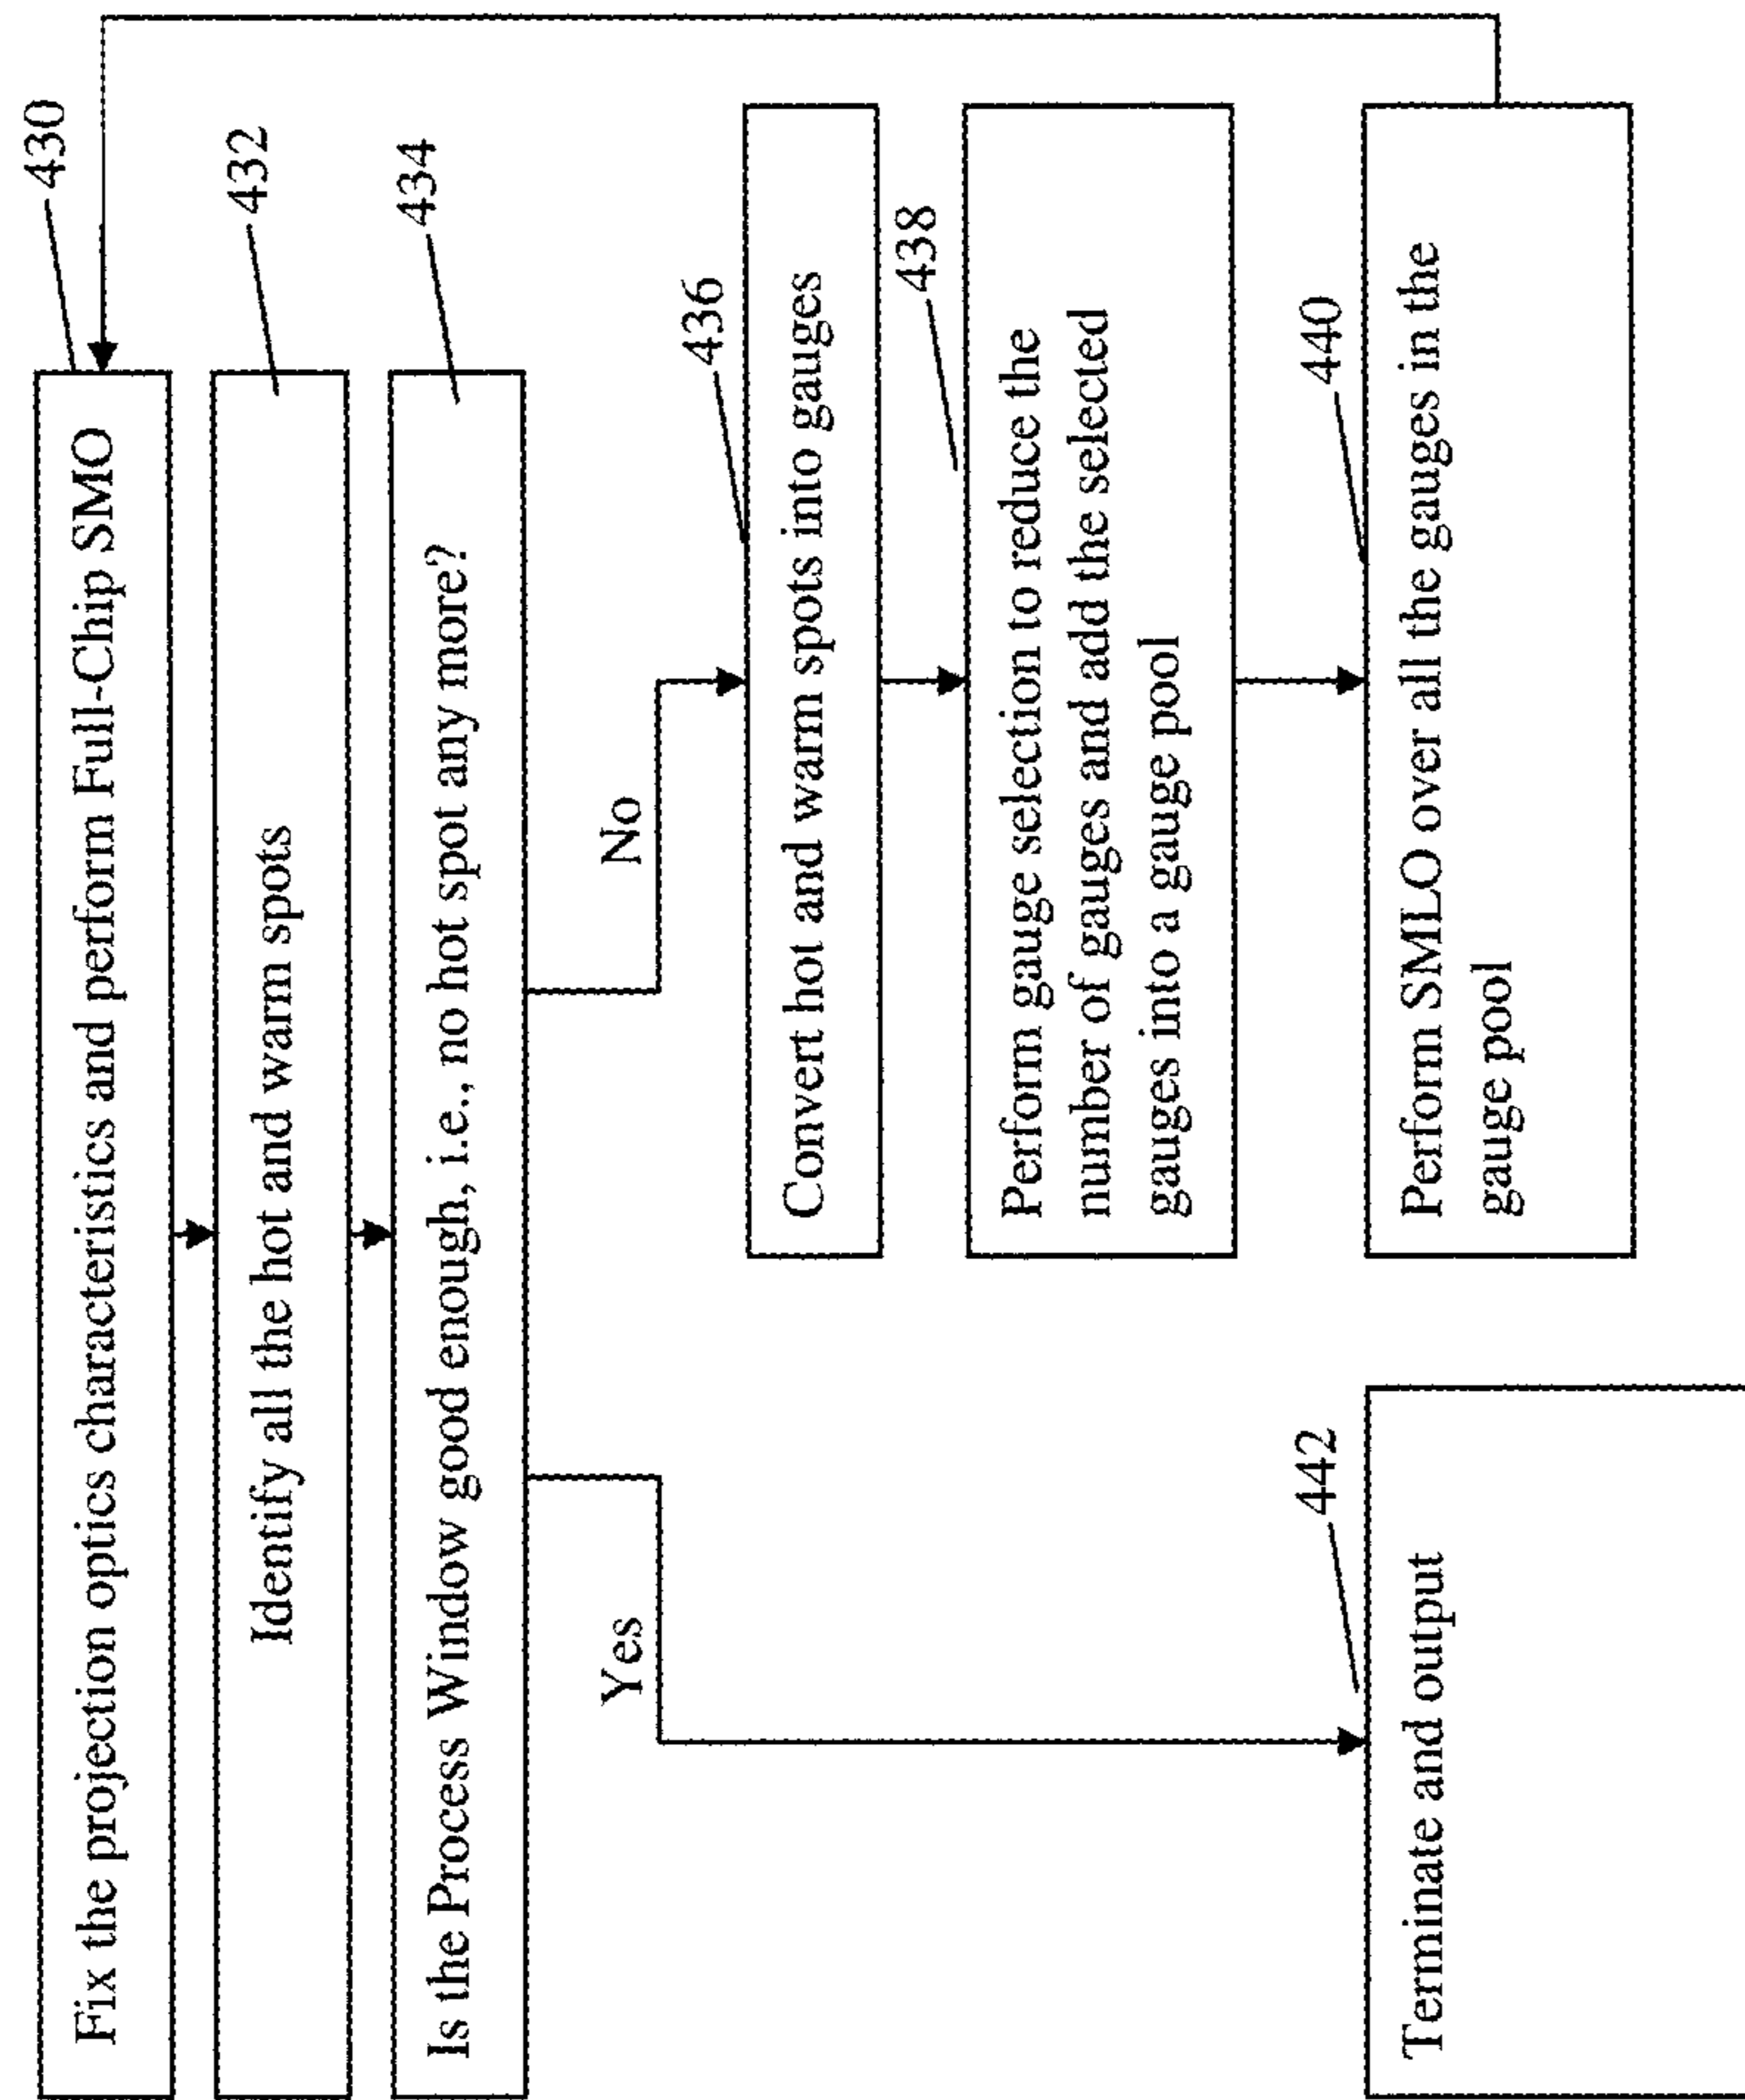 Fix the projection optics characteristics and perform Full-Chip SMO
430
Identify all the hot and warm spots
432
Is the Process Window good enough, i.e., no hot spot any more?
434
Yes
No
Convert hot and warm spots into gauges
436
Perform gauge selection to reduce the
number of gauges and add the selected
gauges into a gauge pool
438
Perform SMLO over all the gauges in the
gauge pool
440
Terminate and output
442